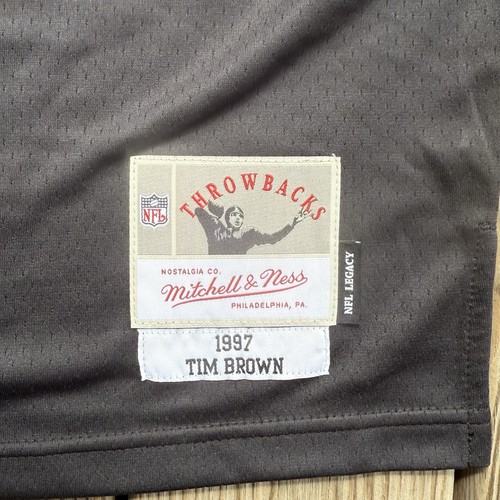 THROWBACKS
NFL
NOSTALGIA CO.
Mitchell & Ness
PHILADELPHIA, PA.
NFL LEGACY
1997
TIM BROWN